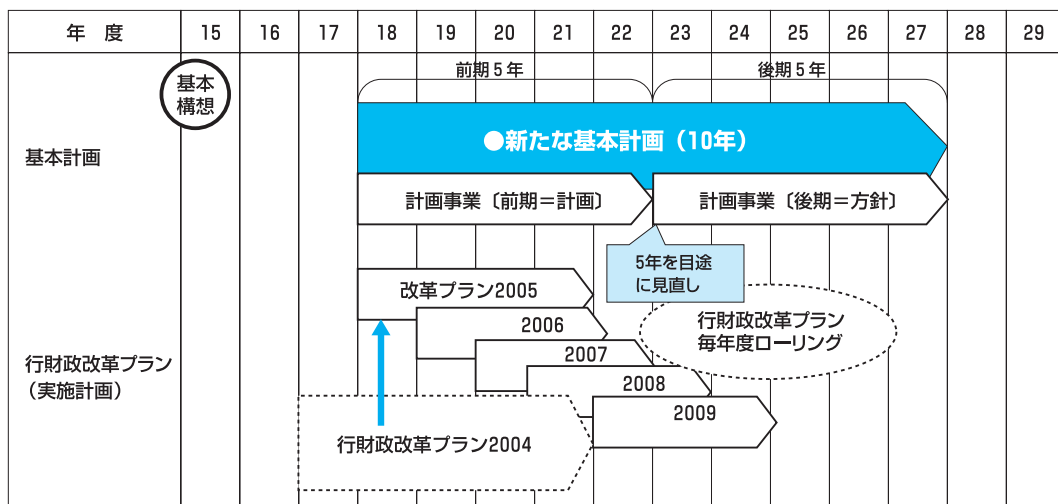 年 度 15 16 17 18 19 20 21 22 23 24 25 26 27 28 29
前期5年 後期5年
基本
構想
●新たな基本計画（10年）
基本計画
計画事業〔前期＝計画〕 計画事業〔後期＝方針〕
5年を目途
に見直し
改革プラン2005
2006
行財政改革プラン
毎年度ローリング
2007
行財政改革プラン
（実施計画）
2008
2009
行財政改革プラン2004